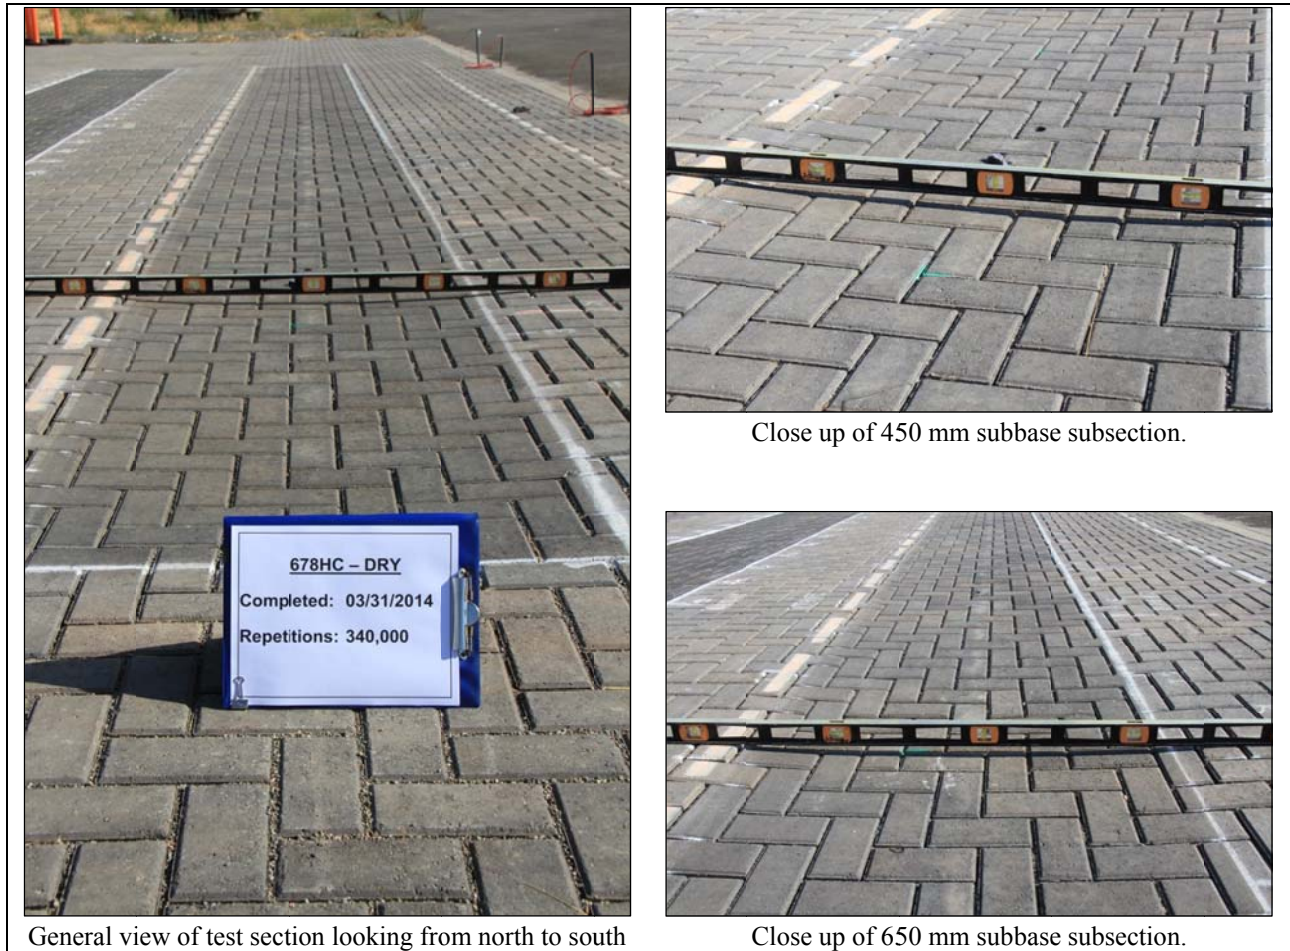 678HC – DRY
Completed: 03/31/2014
Repetitions: 340,000
General view of test section looking from north to south
Close up of 450 mm subbase subsection.
Close up of 650 mm subbase subsection.